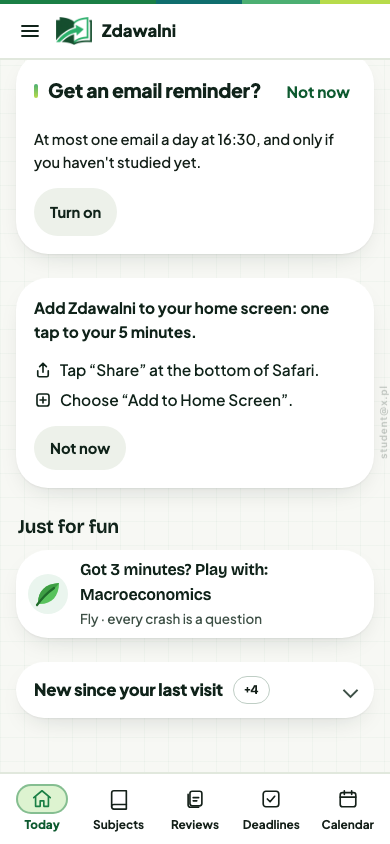 Zdawalni
Get an email reminder?
Not now
At most one email a day at 16:30, and only if
you haven't studied yet.
Turn on
Add Zdawalni to your home screen: one
tap to your 5 minutes.
Tap “Share” at the bottom of Safari.
Choose “Add to Home Screen”.
Not now
student@x.pl
Just for fun
Got 3 minutes? Play with:
Macroeconomics
Fly · every crash is a question
New since your last visit
+4
Today
Subjects
Reviews
Deadlines
Calendar